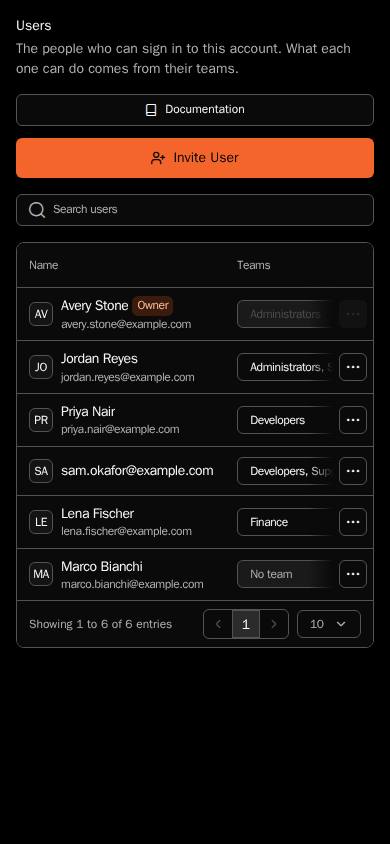 Users
The people who can sign in to this account. What each
one can do comes from their teams.
Documentation
Invite User
Search users
Name Teams
AV Avery Stone Owner Administrators
avery.stone@example.com
JO Jordan Reyes Administrators,
jordan.reyes@example.com
PR Priya Nair Developers
priya.nair@example.com
SA sam.okafor@example.com Developers, Sup
LE Lena Fischer Finance
lena.fischer@example.com
MA Marco Bianchi No team
marco.bianchi@example.com
Showing 1 to 6 of 6 entries 1 10